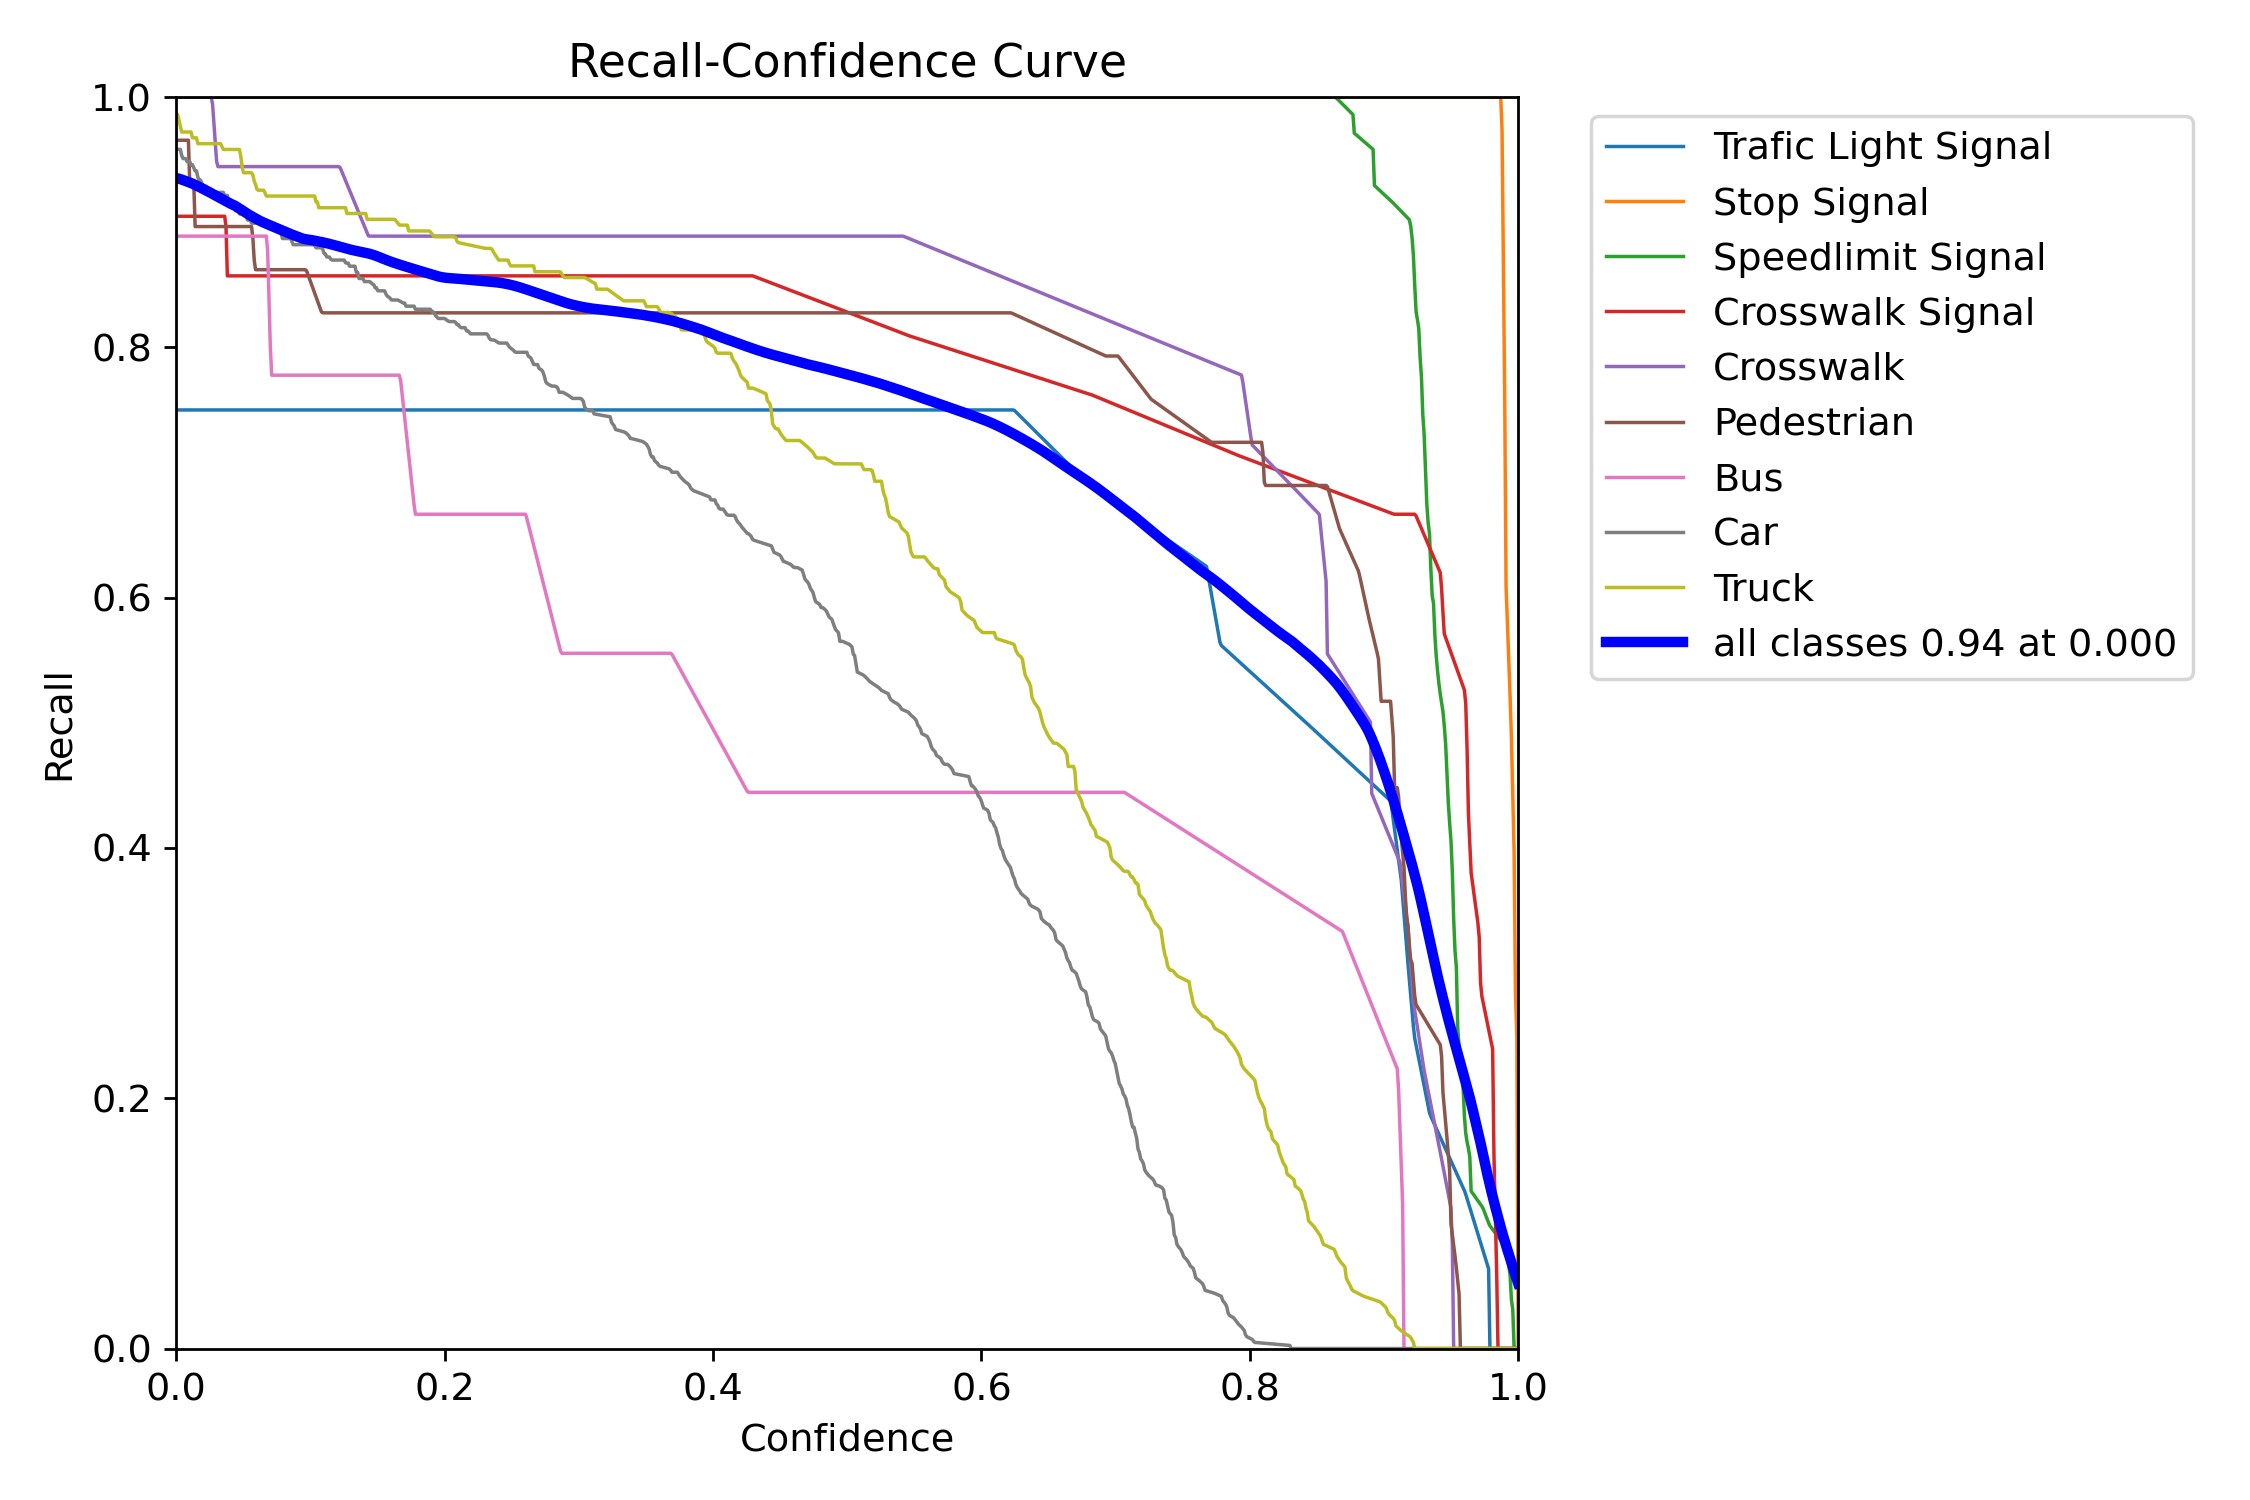 Recall-Confidence Curve
1.0
0.8
0.6
0.4
0.2
0.0
Recall
0.0 0.2 0.4 0.6 0.8 1.0
Confidence
Trafic Light Signal
Stop Signal
Speedlimit Signal
Crosswalk Signal
Crosswalk
Pedestrian
Bus
Car
Truck
all classes 0.94 at 0.000